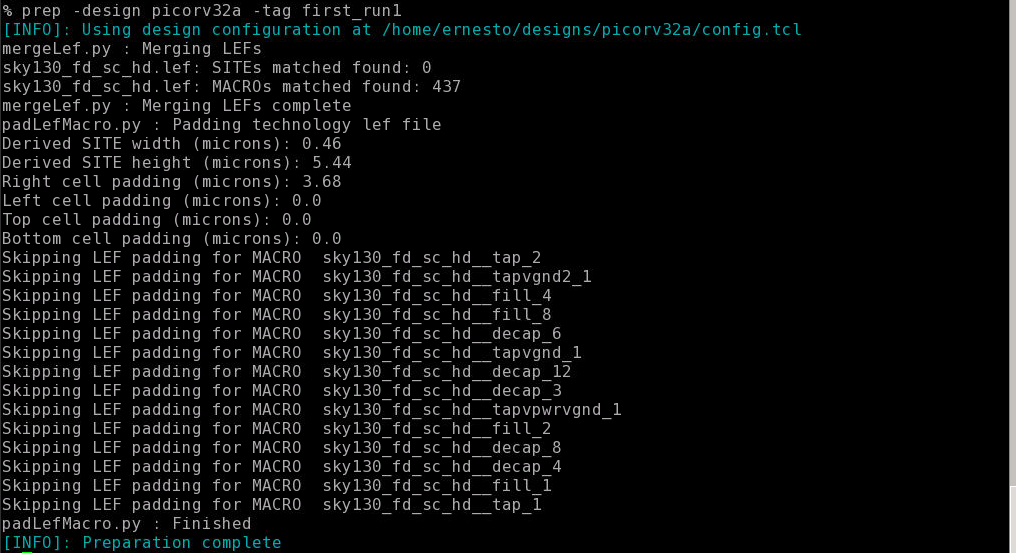 % prep -design picorv32a -tag first_run1
[INFO]: Using design configuration at /home/ernesto/designs/picorv32a/config.tcl
mergeLef.py : Merging LEFs
sky130_fd_sc_hd.lef: SITEs matched found: 0
sky130_fd_sc_hd.lef: MACROs matched found: 437
mergeLef.py : Merging LEFs complete
padLefMacro.py : Padding technology lef file
Derived SITE width (microns): 0.46
Derived SITE height (microns): 5.44
Right cell padding (microns): 3.68
Left cell padding (microns): 0.0
Top cell padding (microns): 0.0
Bottom cell padding (microns): 0.0
Skipping LEF padding for MACRO  sky130_fd_sc_hd__tap_2
Skipping LEF padding for MACRO  sky130_fd_sc_hd__tapvgnd2_1
Skipping LEF padding for MACRO  sky130_fd_sc_hd__fill_4
Skipping LEF padding for MACRO  sky130_fd_sc_hd__fill_8
Skipping LEF padding for MACRO  sky130_fd_sc_hd__decap_6
Skipping LEF padding for MACRO  sky130_fd_sc_hd__tapvgnd_1
Skipping LEF padding for MACRO  sky130_fd_sc_hd__decap_12
Skipping LEF padding for MACRO  sky130_fd_sc_hd__decap_3
Skipping LEF padding for MACRO  sky130_fd_sc_hd__tapvpwrvgnd_1
Skipping LEF padding for MACRO  sky130_fd_sc_hd__fill_2
Skipping LEF padding for MACRO  sky130_fd_sc_hd__decap_8
Skipping LEF padding for MACRO  sky130_fd_sc_hd__decap_4
Skipping LEF padding for MACRO  sky130_fd_sc_hd__fill_1
Skipping LEF padding for MACRO  sky130_fd_sc_hd__tap_1
padLefMacro.py : Finished
[INFO]: Preparation complete